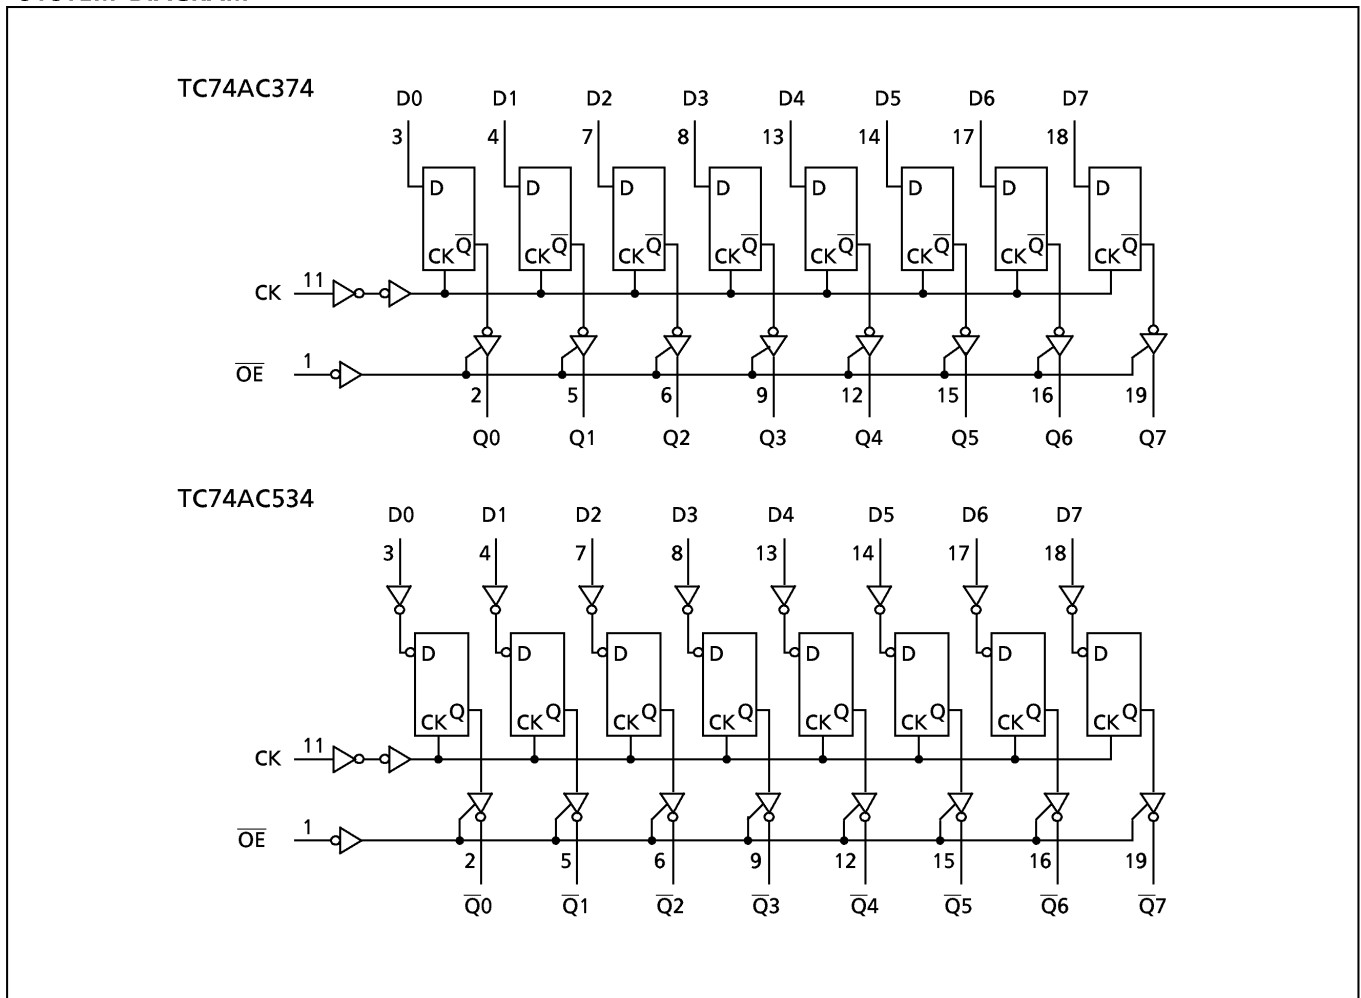 TC74AC374
D0 D1 D2 D3 D4 D5 D6 D7
3 4 7 8 13 14 17 18
D D D D D D D D
Q̅ Q̅ Q̅ Q̅ Q̅ Q̅ Q̅ Q̅
CK CK CK CK CK CK CK CK
CK 11
O̅E̅ 1
2 5 6 9 12 15 16 19
Q0 Q1 Q2 Q3 Q4 Q5 Q6 Q7
TC74AC534
D0 D1 D2 D3 D4 D5 D6 D7
3 4 7 8 13 14 17 18
D D D D D D D D
Q Q Q Q Q Q Q Q
CK CK CK CK CK CK CK CK
CK 11
O̅E̅ 1
2 5 6 9 12 15 16 19
Q̅0 Q̅1 Q̅2 Q̅3 Q̅4 Q̅5 Q̅6 Q̅7